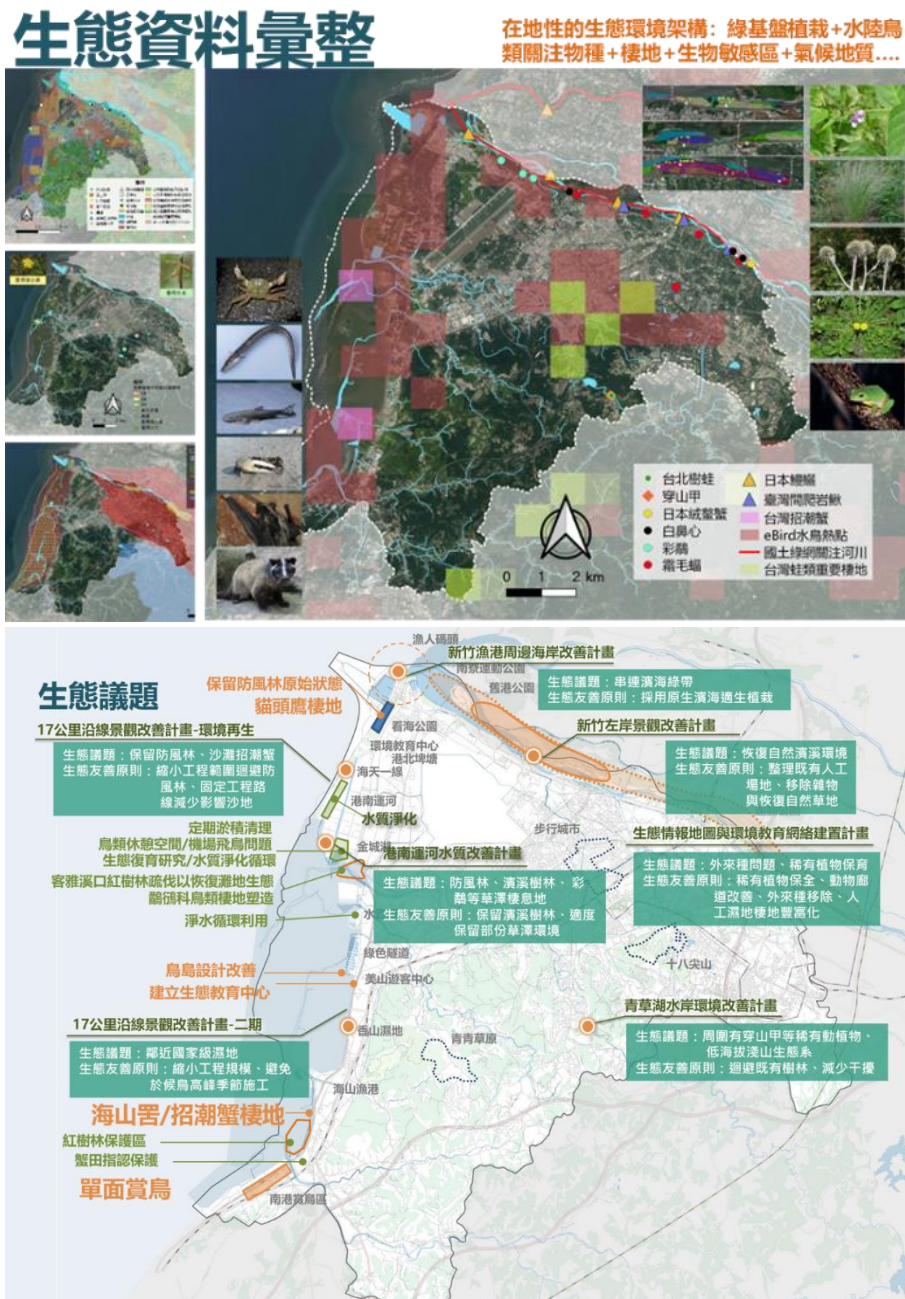 生態資料彙整
在地性的生態環境架構：綠基盤植栽+水陸鳥
類關注物種+棲地+生物敏感區+氣候地質....
台北樹蛙
穿山甲
日本絨螯蟹
白鼻心
彩鷸
霜毛蝠
日本鰻鱺
臺灣間爬岩鰍
台灣招潮蟹
eBird水鳥熱點
國土綠網關注河川
台灣蛙類重要棲地
0 1 2 km
生態議題
漁人碼頭
新竹漁港周邊海岸改善計畫
南寮運動公園
舊港公園
生態議題：串連濱海綠帶
生態友善原則：採用原生濱海適生植栽
保留防風林原始狀態
貓頭鷹棲地
看海公園
新竹左岸景觀改善計畫
17公里沿線景觀改善計畫-環境再生
生態議題：保留防風林、沙灘招潮蟹
生態友善原則：縮小工程範圍迴避防
風林、固定工程路
線減少影響沙地
環境教育中心
港北埤塘
海天一線
生態議題：恢復自然濱溪環境
生態友善原則：整理既有人工
場地、移除雜物
與恢復自然草地
港南運河
水質淨化
步行城市
定期淤積清理
鳥類休憩空間/機場飛鳥問題
生態復育研究/水質淨化循環
金城湖
港南運河水質改善計畫
生態情報地圖與環境教育網絡建置計畫
客雅溪口紅樹林疏伐以恢復灘地生態
鷸鴴科鳥類棲地塑造
淨水循環利用
生態議題：防風林、濱溪樹林、彩
鷸等草澤棲息地
生態友善原則：保留濱溪樹林、適度
保留部份草澤環境
生態議題：外來種問題、稀有植物保育
生態友善原則：稀有植物保全、動物廊
道改善、外來種移除、人
工濕地棲地豐富化
水
綠色隧道
鳥島設計改善
建立生態教育中心
美山遊客中心
十八尖山
17公里沿線景觀改善計畫-二期
生態議題：鄰近國家級濕地
生態友善原則：縮小工程規模、避免
於候鳥高峰季節施工
香山濕地
青青草原
青草湖水岸環境改善計畫
生態議題：周圍有穿山甲等稀有動植物、
低海拔淺山生態系
生態友善原則：迴避既有樹林、減少干擾
海山漁港
海山罟/招潮蟹棲地
紅樹林保護區
蟹田指認保護
單面賞鳥
南港賞鳥區